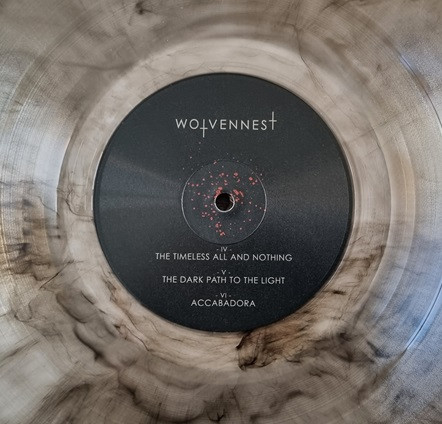 WOLVENNEST
- IV -
THE TIMELESS ALL AND NOTHING
- V -
THE DARK PATH TO THE LIGHT
- VI -
ACCABADORA